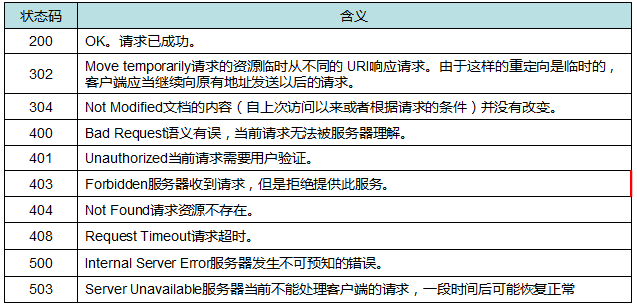 状态码 含义
200 OK。请求已成功。
302 Move temporarily请求的资源临时从不同的 URI响应请求。由于这样的重定向是临时的，
客户端应当继续向原有地址发送以后的请求。
304 Not Modified文档的内容（自上次访问以来或者根据请求的条件）并没有改变。
400 Bad Request语义有误，当前请求无法被服务器理解。
401 Unauthorized当前请求需要用户验证。
403 Forbidden服务器收到请求，但是拒绝提供此服务。
404 Not Found请求资源不存在。
408 Request Timeout请求超时。
500 Internal Server Error服务器发生不可预知的错误。
503 Server Unavailable服务器当前不能处理客户端的请求，一段时间后可能恢复正常